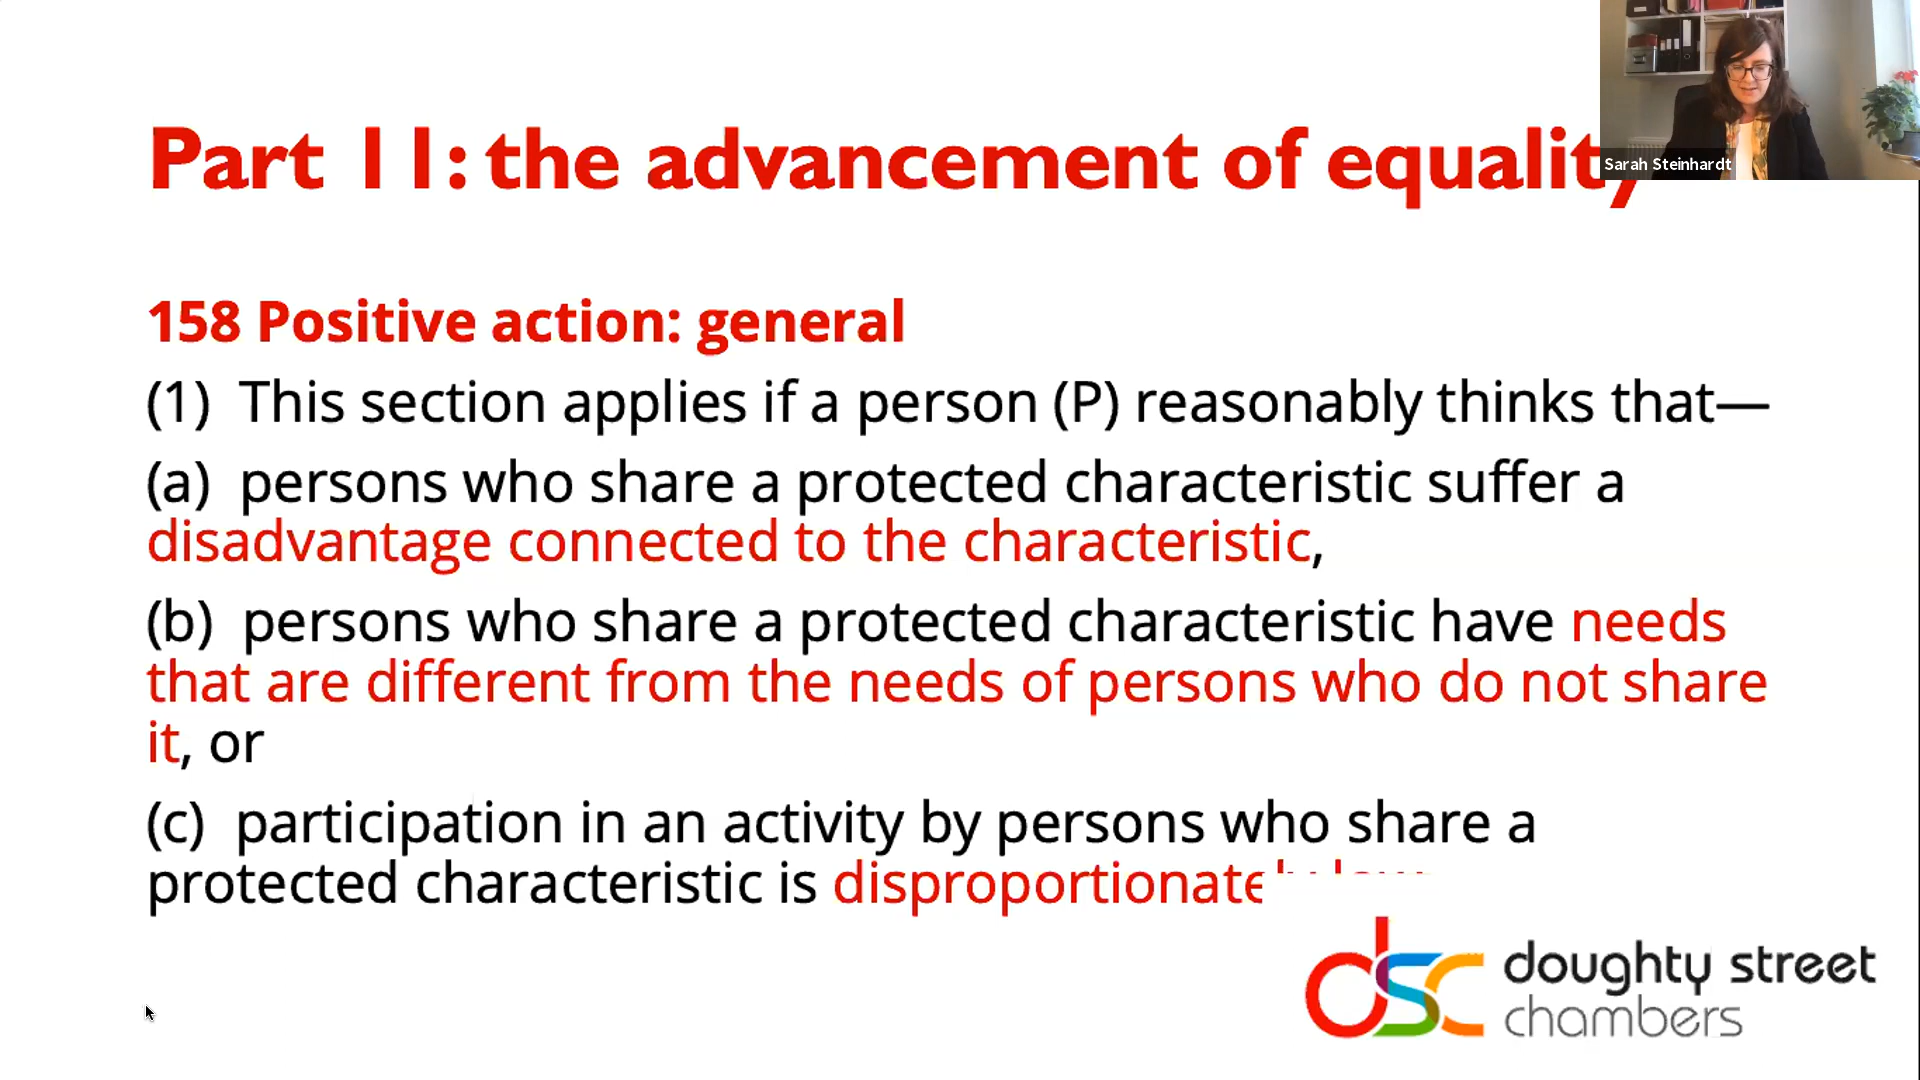 Part 11: the advancement of equality
Sarah Steinhardt
158 Positive action: general
(1) This section applies if a person (P) reasonably thinks that—
(a) persons who share a protected characteristic suffer a
disadvantage connected to the characteristic,
(b) persons who share a protected characteristic have needs
that are different from the needs of persons who do not share
it, or
(c) participation in an activity by persons who share a
protected characteristic is disproportionately low
dsc doughty street
chambers